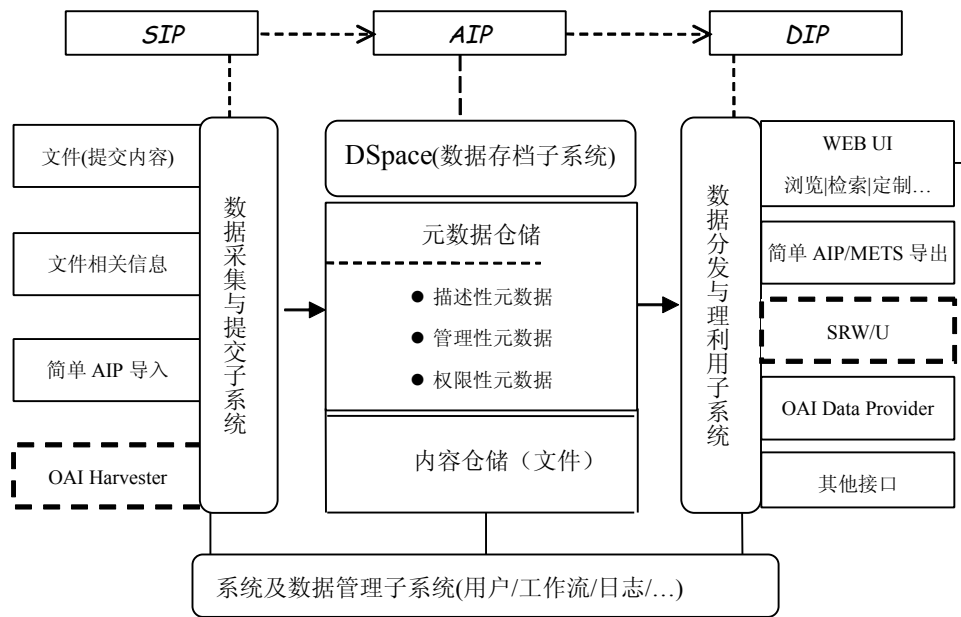 SIP
AIP
DIP
文件(提交内容)
文件相关信息
简单 AIP 导入
OAI Harvester
数据采集与提交子系统
DSpace(数据存档子系统)
元数据仓储
● 描述性元数据
● 管理性元数据
● 权限性元数据
内容仓储（文件）
数据分发与理利用子系统
WEB UI
浏览|检索|定制…
简单 AIP/METS 导出
SRW/U
OAI Data Provider
其他接口
系统及数据管理子系统(用户/工作流/日志/…)